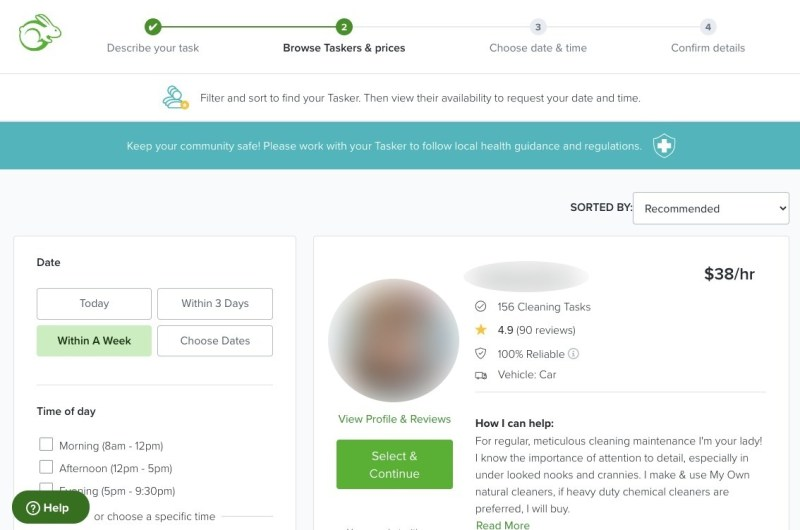 2
3
4
Describe your task
Browse Taskers & prices
Choose date & time
Confirm details
Filter and sort to find your Tasker. Then view their availability to request your date and time.
Keep your community safe! Please work with your Tasker to follow local health guidance and regulations.
SORTED BY:
Recommended
Date
Today
Within 3 Days
Within A Week
Choose Dates
Time of day
Morning (8am - 12pm)
Afternoon (12pm - 5pm)
Evening (5pm - 9:30pm)
or choose a specific time
Help
$38/hr
156 Cleaning Tasks
4.9 (90 reviews)
100% Reliable
Vehicle: Car
View Profile & Reviews
Select &
Continue
How I can help:
For regular, meticulous cleaning maintenance I'm your lady!
I know the importance of attention to detail, especially in
under looked nooks and crannies. I make & use My Own
natural cleaners, if heavy duty chemical cleaners are
preferred, I will buy.
Read More